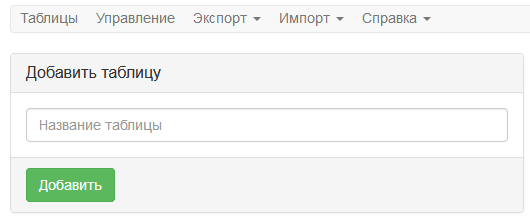 Таблицы Управление Экспорт Импорт Справка
Добавить таблицу
Название таблицы
Добавить